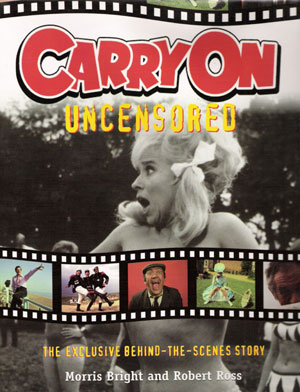 CARRY ON
UNCENSORED
THE EXCLUSIVE BEHIND-THE-SCENES STORY
Morris Bright and Robert Ross